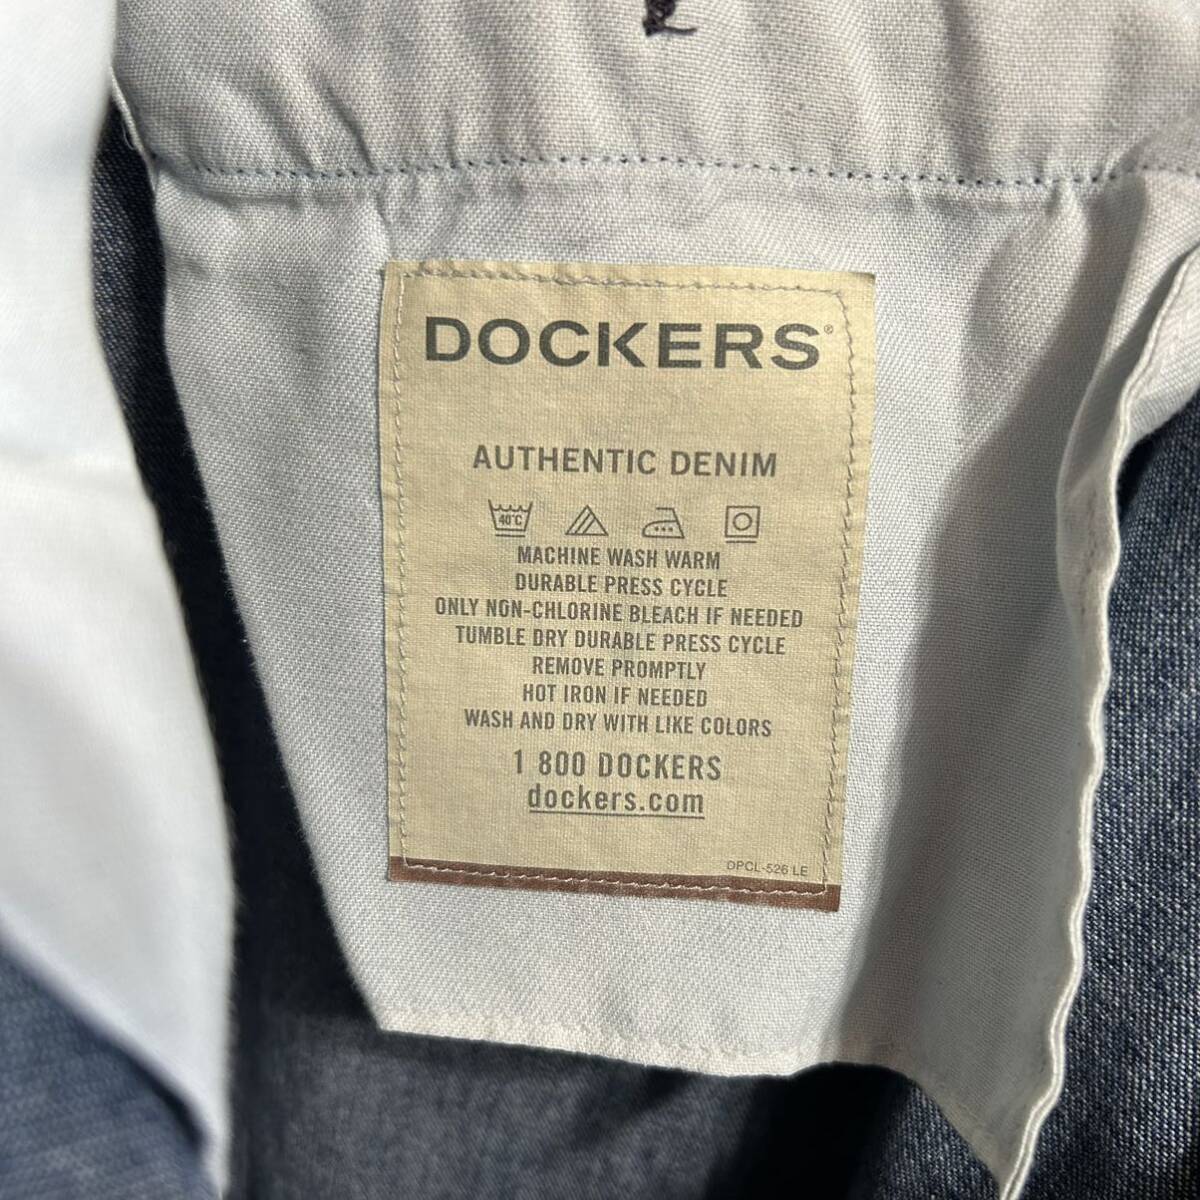 DOCKERS®
AUTHENTIC DENIM
40°C
MACHINE WASH WARM
DURABLE PRESS CYCLE
ONLY NON-CHLORINE BLEACH IF NEEDED
TUMBLE DRY DURABLE PRESS CYCLE
REMOVE PROMPTLY
HOT IRON IF NEEDED
WASH AND DRY WITH LIKE COLORS
1 800 DOCKERS
dockers.com
DPCL-526 LE